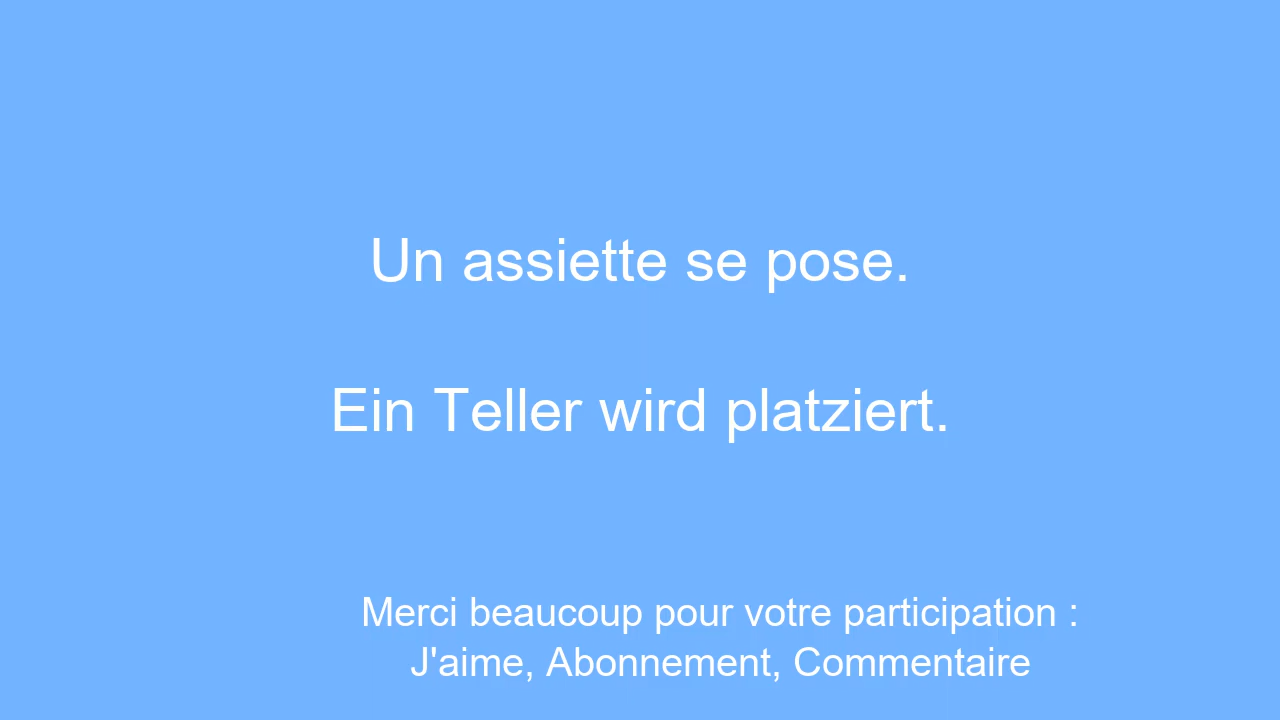 Un assiette se pose.
Ein Teller wird platziert.
Merci beaucoup pour votre participation :
J'aime, Abonnement, Commentaire